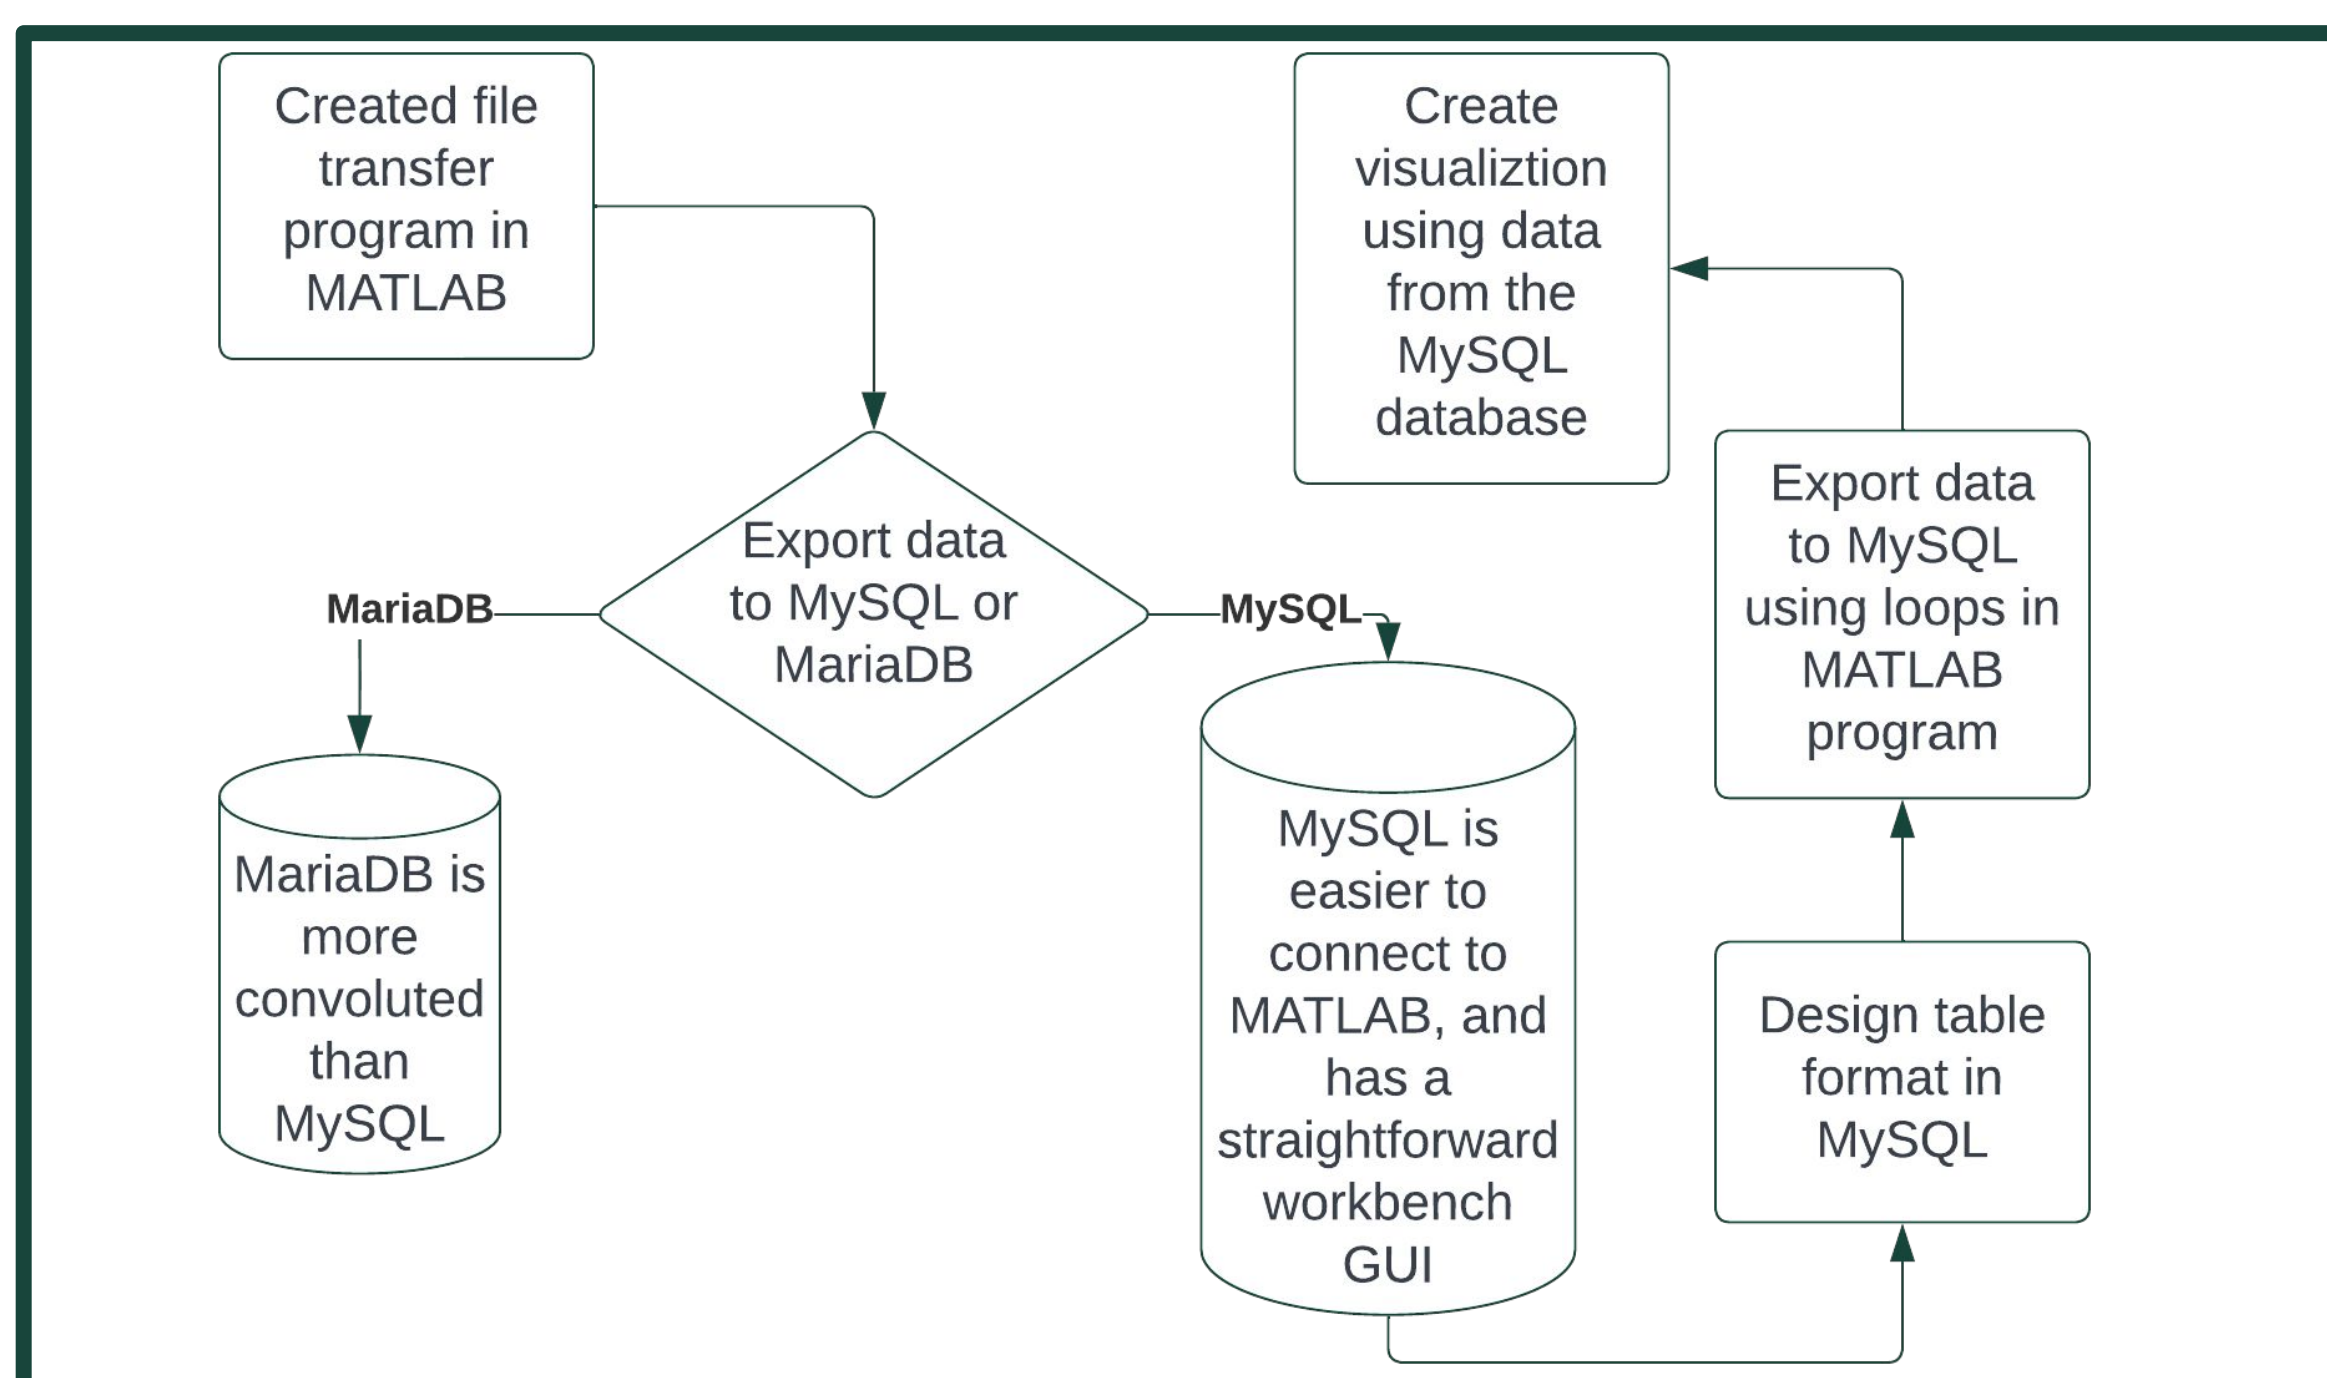 Created file
transfer
program in
MATLAB
Export data
to MySQL or
MariaDB
MariaDB
MariaDB is
more
convoluted
than
MySQL
MySQL
MySQL is
easier to
connect to
MATLAB, and
has a
straightforward
workbench
GUI
Design table
format in
MySQL
Export data
to MySQL
using loops in
MATLAB
program
Create
visualiztion
using data
from the
MySQL
database